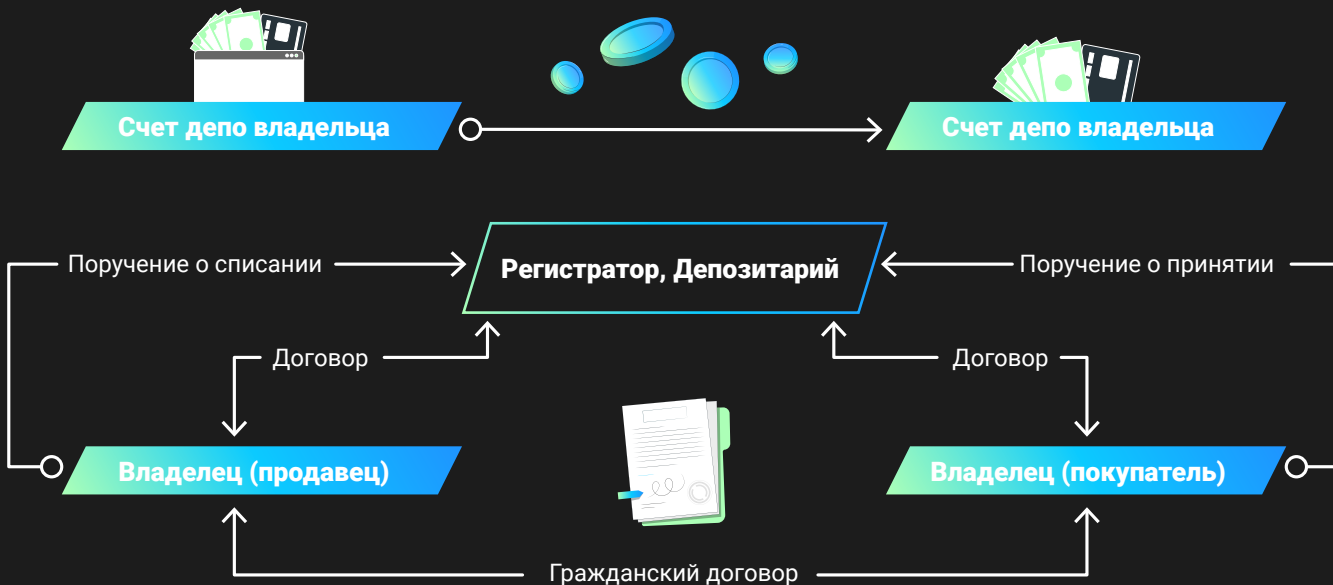 Счет депо владельца
Счет депо владельца
Поручение о списании
Регистратор, Депозитарий
Поручение о принятии
Договор
Договор
Владелец (продавец)
Владелец (покупатель)
Гражданский договор